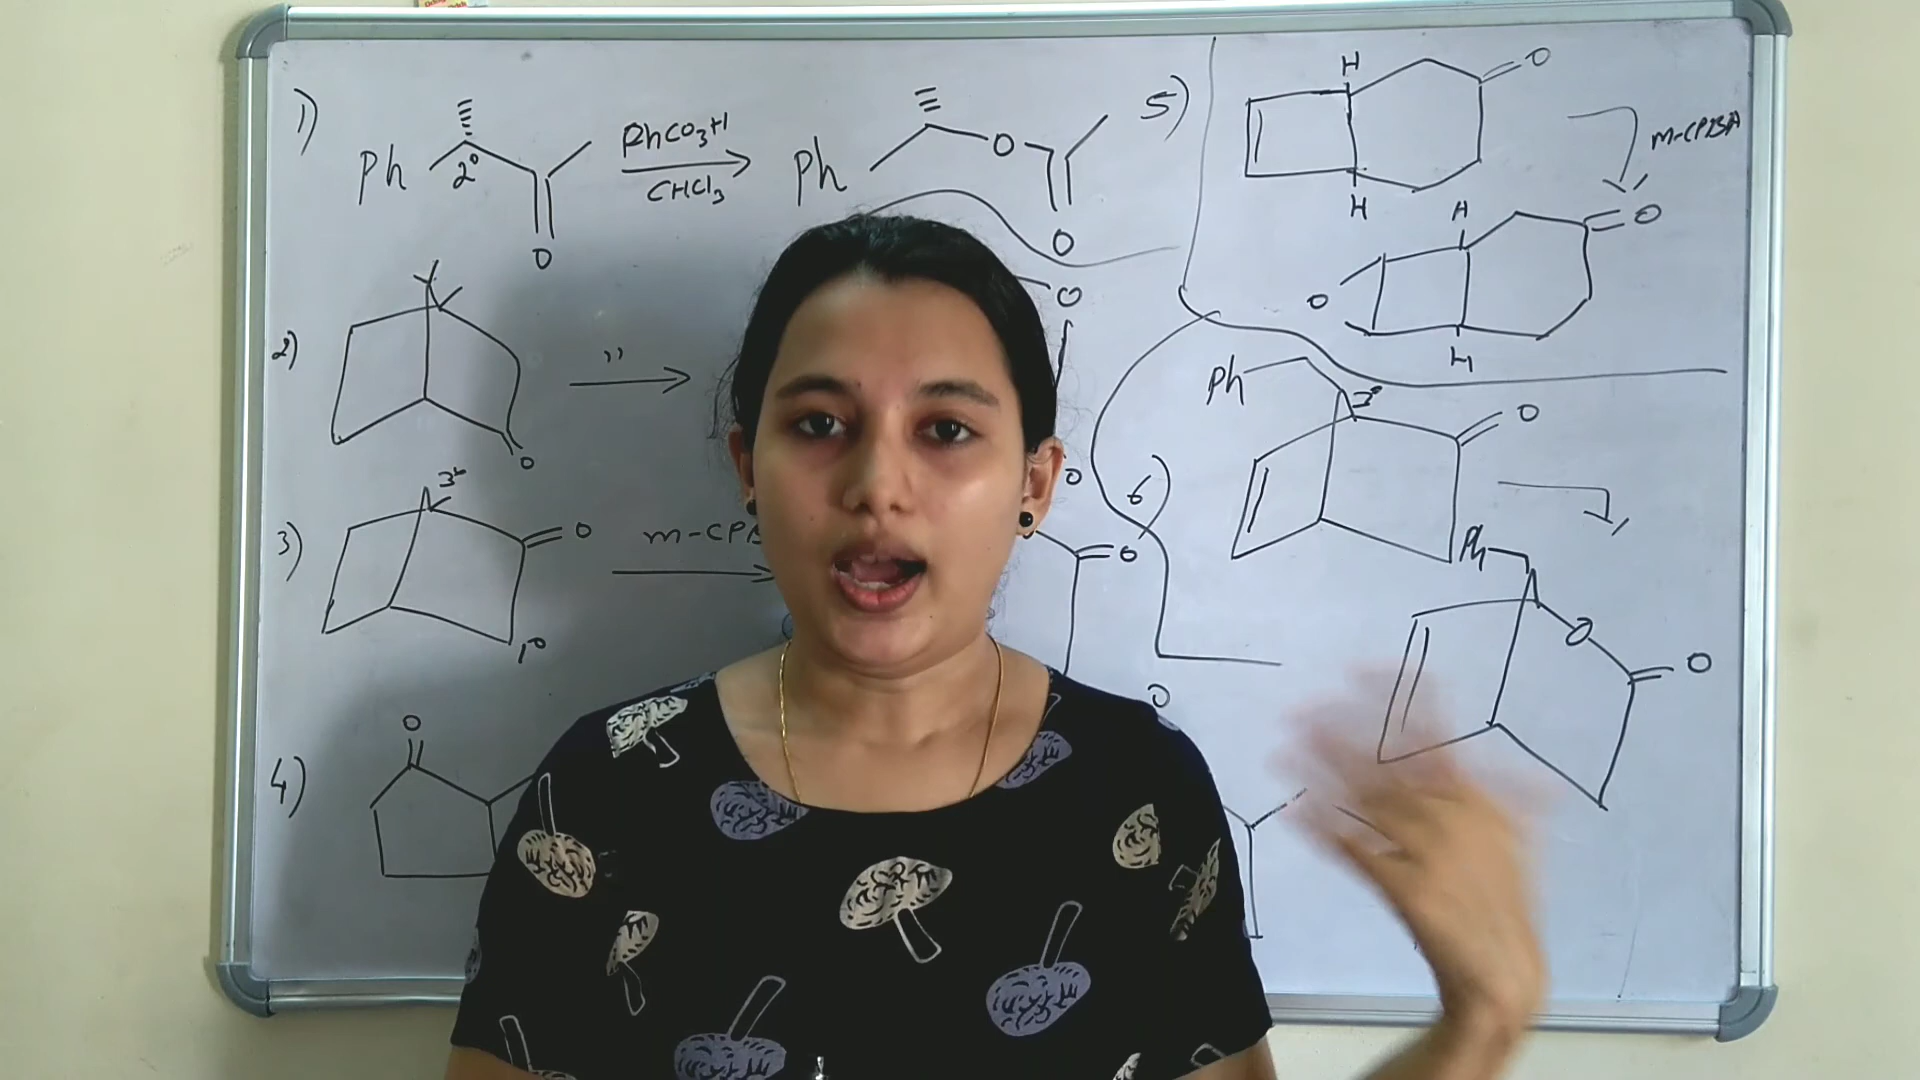 1)
Ph 2° O
PhCO3H
CHCl3
Ph O O
2)
O
''
O
O
3)
3° O
1°
m-CPB
O
4)
O
O
5)
H O
H
m-CPBA
H O
O
H
6)
Ph 3° O
Ph O O